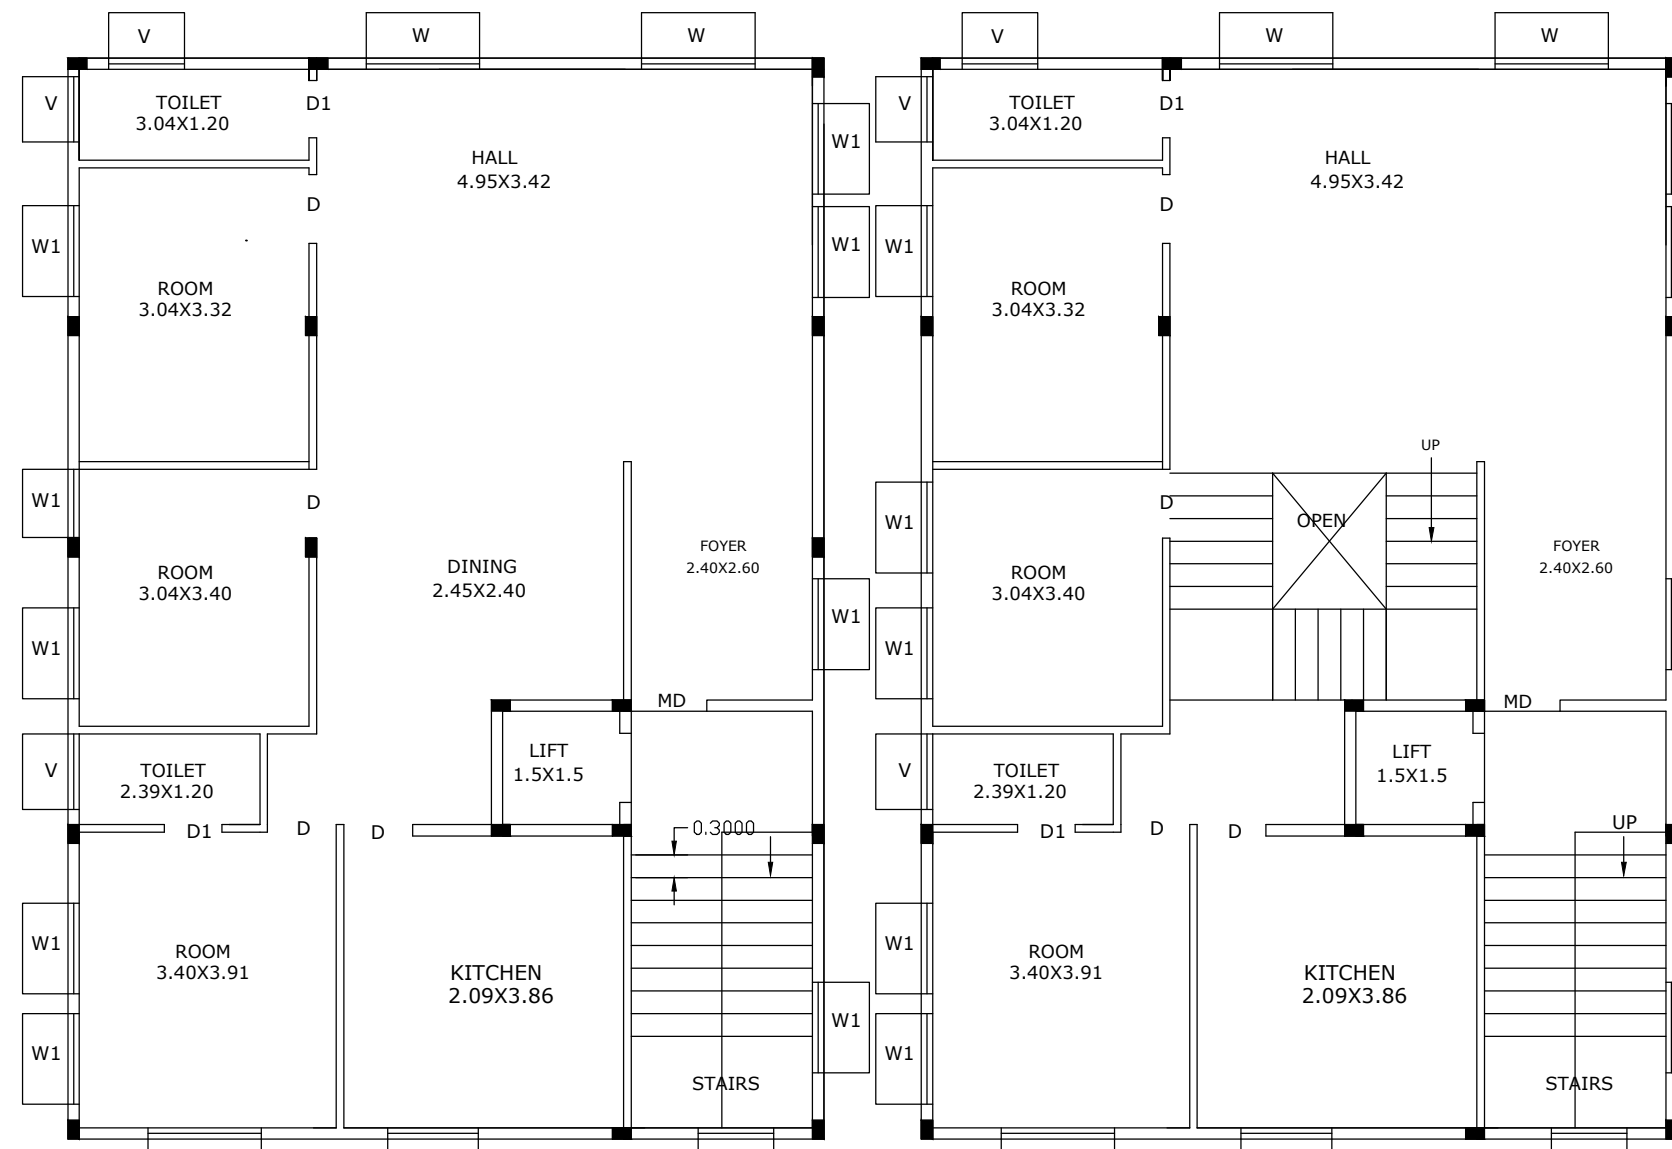 V
W
W
V
TOILET
3.04X1.20
D1
HALL
4.95X3.42
W1
D
W1
W1
ROOM
3.04X3.32
W1
D
DINING
2.45X2.40
FOYER
2.40X2.60
ROOM
3.04X3.40
W1
W1
MD
LIFT
1.5X1.5
V
TOILET
2.39X1.20
D1
D
D
0.3000
W1
ROOM
3.40X3.91
KITCHEN
2.09X3.86
W1
W1
STAIRS
V
W
W
V
TOILET
3.04X1.20
D1
HALL
4.95X3.42
D
W1
ROOM
3.04X3.32
UP
W1
D
OPEN
FOYER
2.40X2.60
ROOM
3.04X3.40
W1
MD
LIFT
1.5X1.5
V
TOILET
2.39X1.20
D1
D
D
UP
W1
ROOM
3.40X3.91
KITCHEN
2.09X3.86
W1
STAIRS